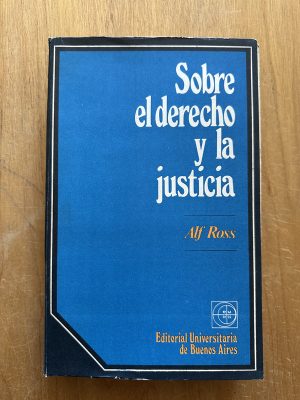 Sobre
el derecho
y la
justicia
Alf Ross
Editorial Universitaria
de Buenos Aires